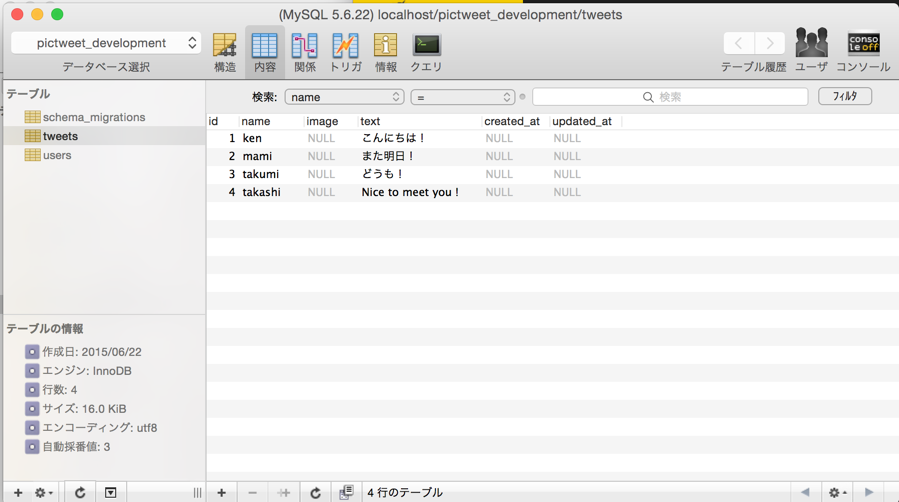 (MySQL 5.6.22) localhost/pictweet_development/tweets
pictweet_development
データベース選択
構造
内容
関係
トリガ
情報
クエリ
テーブル履歴
ユーザ
conso
le off
コンソール
テーブル
schema_migrations
tweets
users
検索:
name
=
検索
フィルタ
id name image text created_at updated_at
1 ken NULL こんにちは！ NULL NULL
2 mami NULL また明日！ NULL NULL
3 takumi NULL どうも！ NULL NULL
4 takashi NULL Nice to meet you！ NULL NULL
テーブルの情報
作成日: 2015/06/22
エンジン: InnoDB
行数: 4
サイズ: 16.0 KiB
エンコーディング: utf8
自動採番値: 3
4 行のテーブル